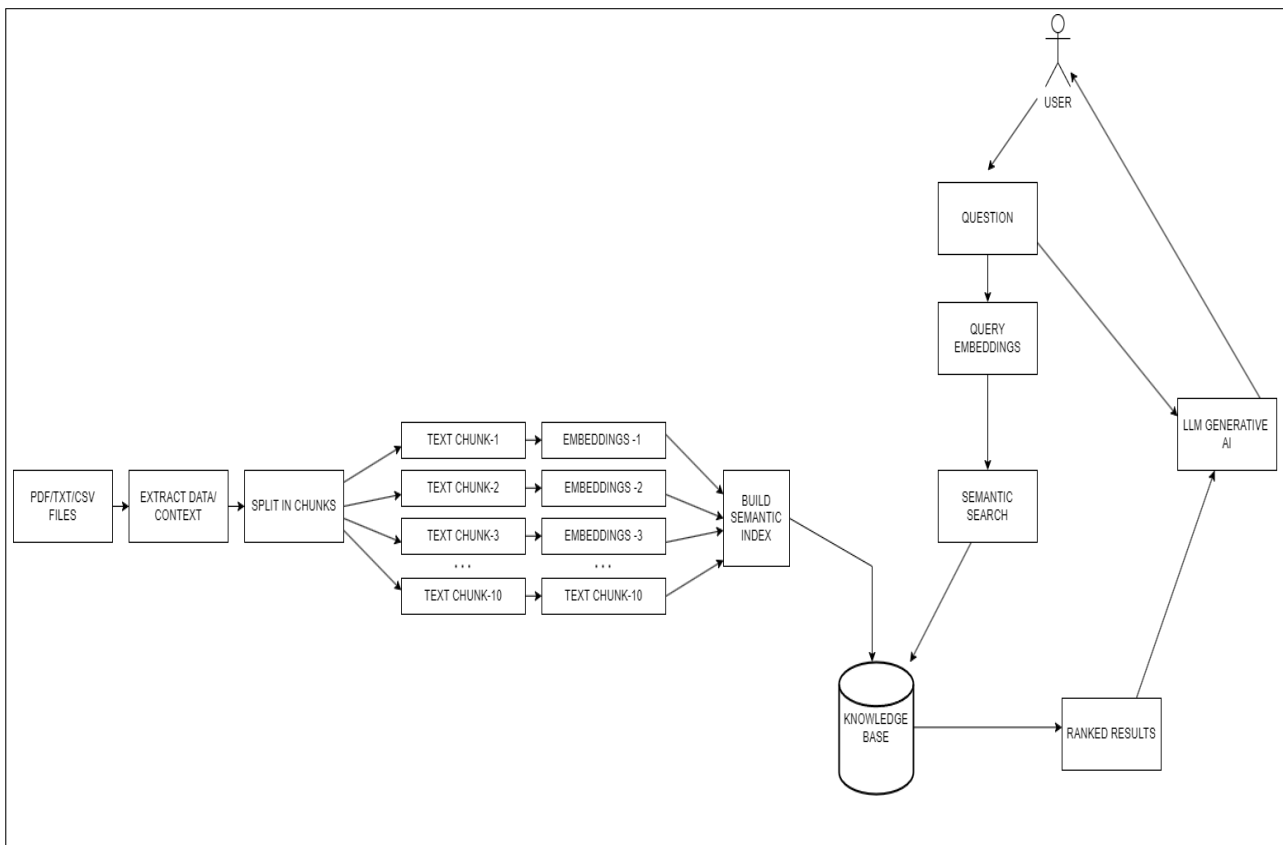 USER
QUESTION
QUERY
EMBEDDINGS
LLM GENERATIVE
AI
SEMANTIC
SEARCH
PDF/TXT/CSV
FILES
EXTRACT DATA/
CONTEXT
SPLIT IN CHUNKS
TEXT CHUNK-1
EMBEDDINGS -1
TEXT CHUNK-2
EMBEDDINGS -2
TEXT CHUNK-3
EMBEDDINGS -3
...
...
TEXT CHUNK-10
TEXT CHUNK-10
BUILD
SEMANTIC
INDEX
KNOWLEDGE
BASE
RANKED RESULTS